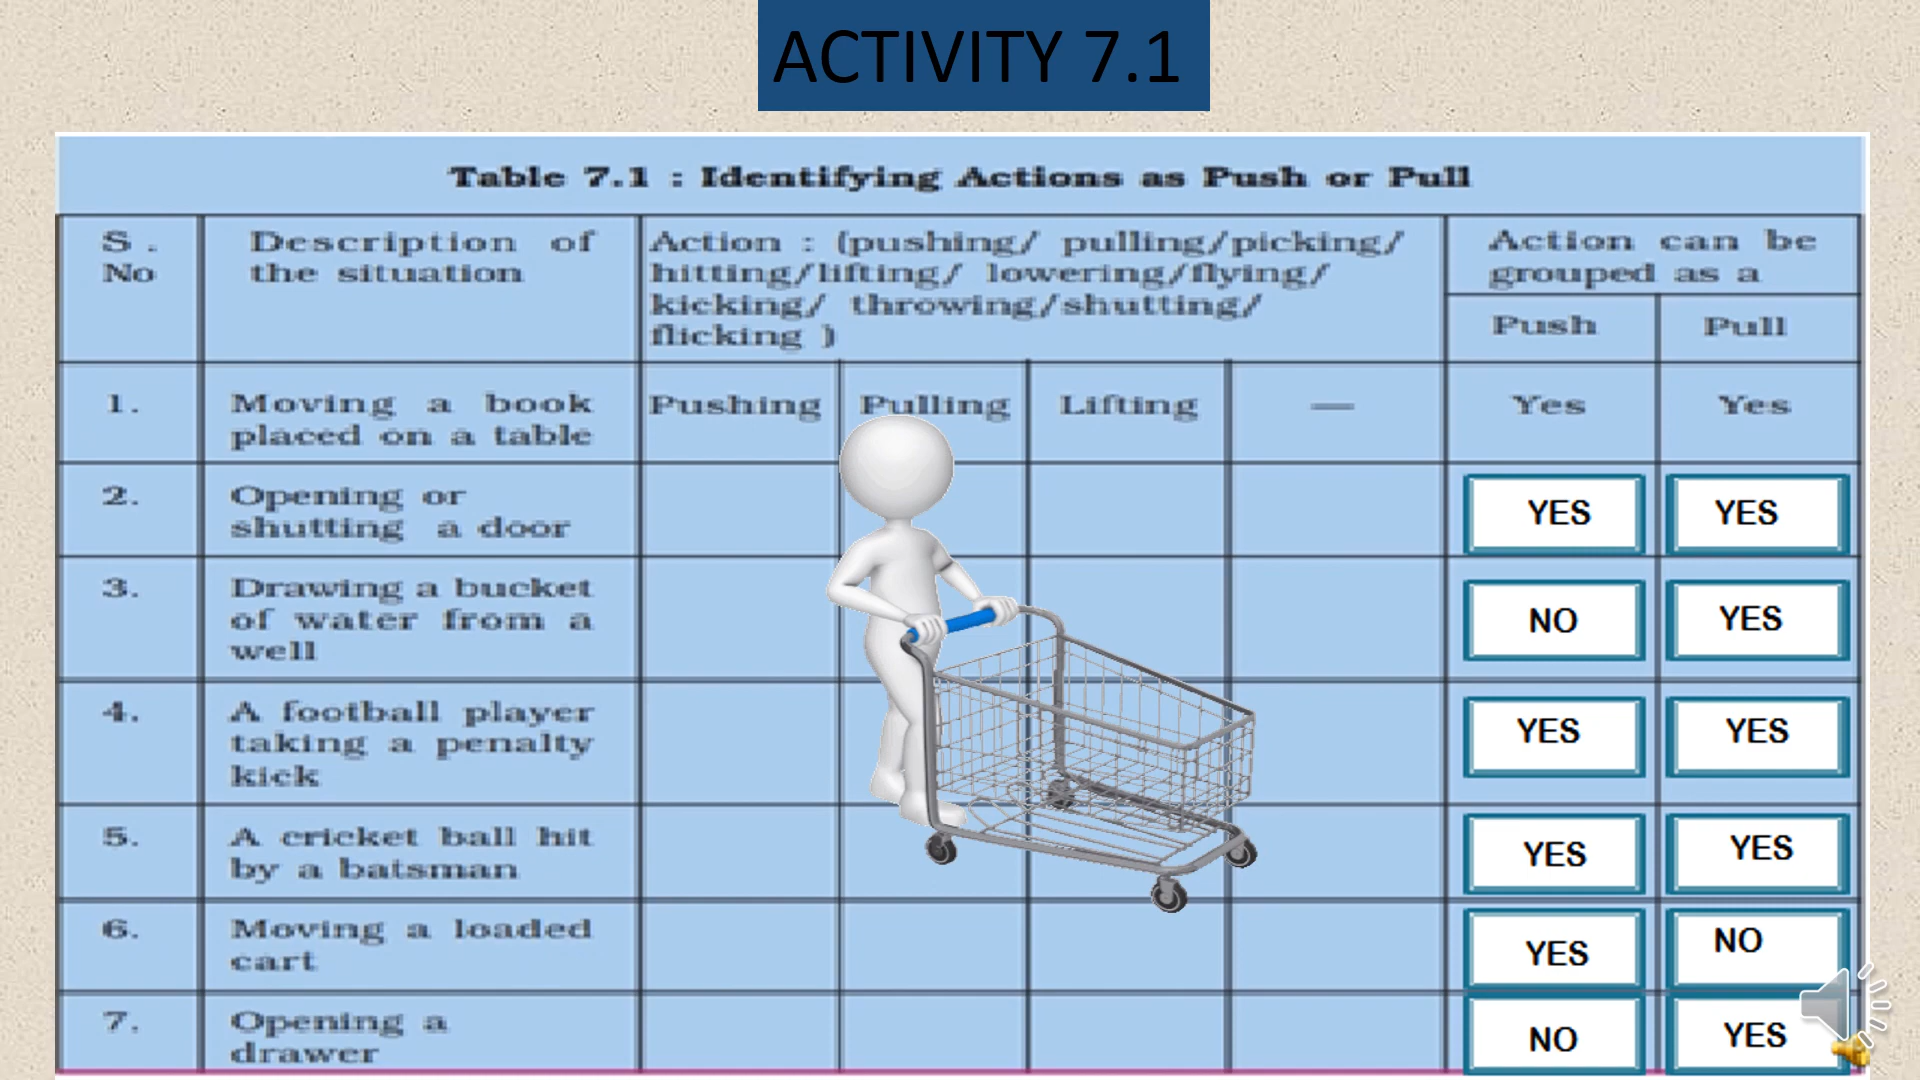 ACTIVITY 7.1
Table 7.1 : Identifying Actions as Push or Pull
S .
No
Description of
the situation
Action : (pushing/ pulling/picking/
hitting/lifting/ lowering/flying/
kicking/ throwing/shutting/
flicking )
Action can be
grouped as a
Push
Pull
1.
Moving a book
placed on a table
Pushing
Pulling
Lifting
—
Yes
Yes
2.
Opening or
shutting a door
YES
YES
3.
Drawing a bucket
of water from a
well
NO
YES
4.
A football player
taking a penalty
kick
YES
YES
5.
A cricket ball hit
by a batsman
YES
YES
6.
Moving a loaded
cart
YES
NO
7.
Opening a
drawer
NO
YES